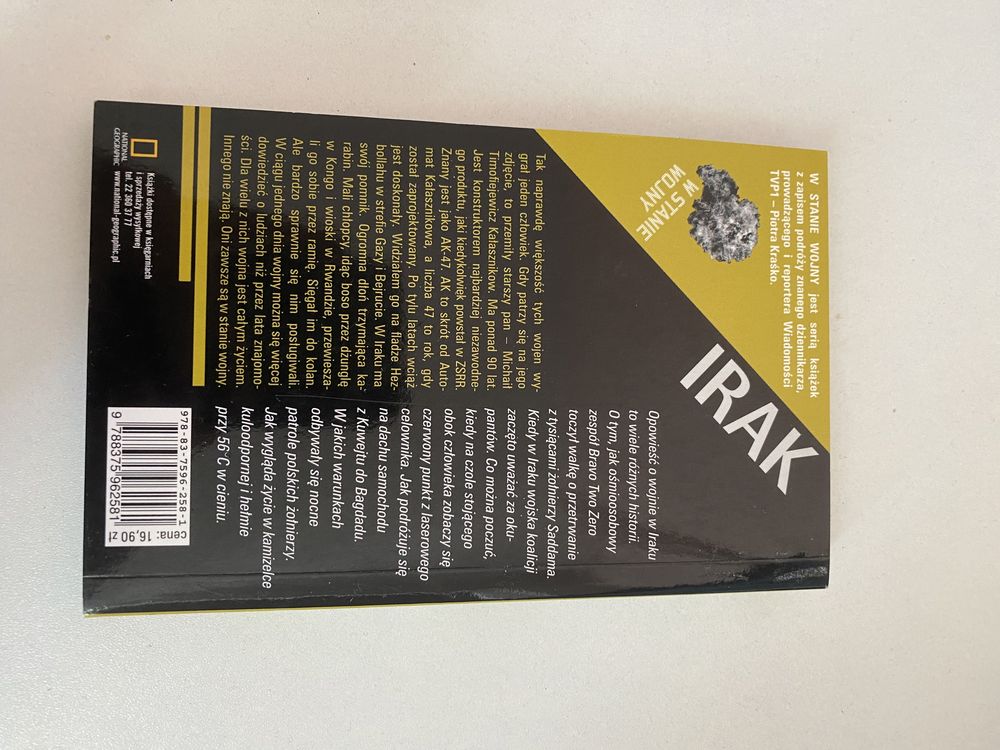 W STANIE WOJNY jest serią książek
z zapisem podróży znanego dziennikarza,
prowadzącego i reportera Wiadomości
TVP1 – Piotra Kraśko.
W STANIE
WOJNY
IRAK
Tak naprawdę większość tych wojen wy-
grał jeden człowiek. Gdy patrzy się na jego
zdjęcie, to przemiły starszy pan – Michaił
Timofiejewicz Kałasznikow. Ma ponad 90 lat.
Jest konstruktorem najbardziej niezawodne-
go produktu, jaki kiedykolwiek powstał w ZSRR.
Znany jest jako AK-47. AK to skrót od Auto-
mat Kałasznikowa, a liczba 47 to rok, gdy
został zaprojektowany. Po tylu latach wciąż
jest doskonały. Widziałem go na fladze Hez-
bollahu w strefie Gazy i Bejrucie. W Iraku ma
swój pomnik. Ogromna dłoń trzymająca ka-
rabin. Mali chłopcy, idąc boso przez dżunglę
w Kongo i wioski w Rwandzie, przewiesza-
li go sobie przez ramię. Sięgał im do kolan.
Ale bardzo sprawnie się nim posługiwali.
W ciągu jednego dnia wojny można się więcej
dowiedzieć o ludziach niż przez lata znajomo-
ści. Dla wielu z nich wojna jest całym życiem.
Innego nie znają. Oni zawsze są w stanie wojny.
Opowieść o wojnie w Iraku
to wiele różnych historii.
O tym, jak ośmioosobowy
zespół Bravo Two Zero
toczył walkę o przetrwanie
z tysiącami żołnierzy Saddama.
Kiedy w Iraku wojska koalicji
zaczęto uważać za oku-
pantów. Co można poczuć,
kiedy na czole stojącego
obok człowieka zobaczy się
czerwony punkt z laserowego
celownika. Jak podróżuje się
na dachu samochodu
z Kuwejtu do Bagdadu.
W jakich warunkach
odbywały się nocne
patrole polskich żołnierzy.
Jak wygląda życie w kamizelce
kuloodpornej i hełmie
przy 56°C w cieniu.
NATIONAL
GEOGRAPHIC
Książki dostępne w księgarniach
i sprzedaży wysyłkowej
tel. 22 360 37 77
www.national-geographic.pl
978-83-7596-258-1
9 788375 962581
cena: 16,90 zł